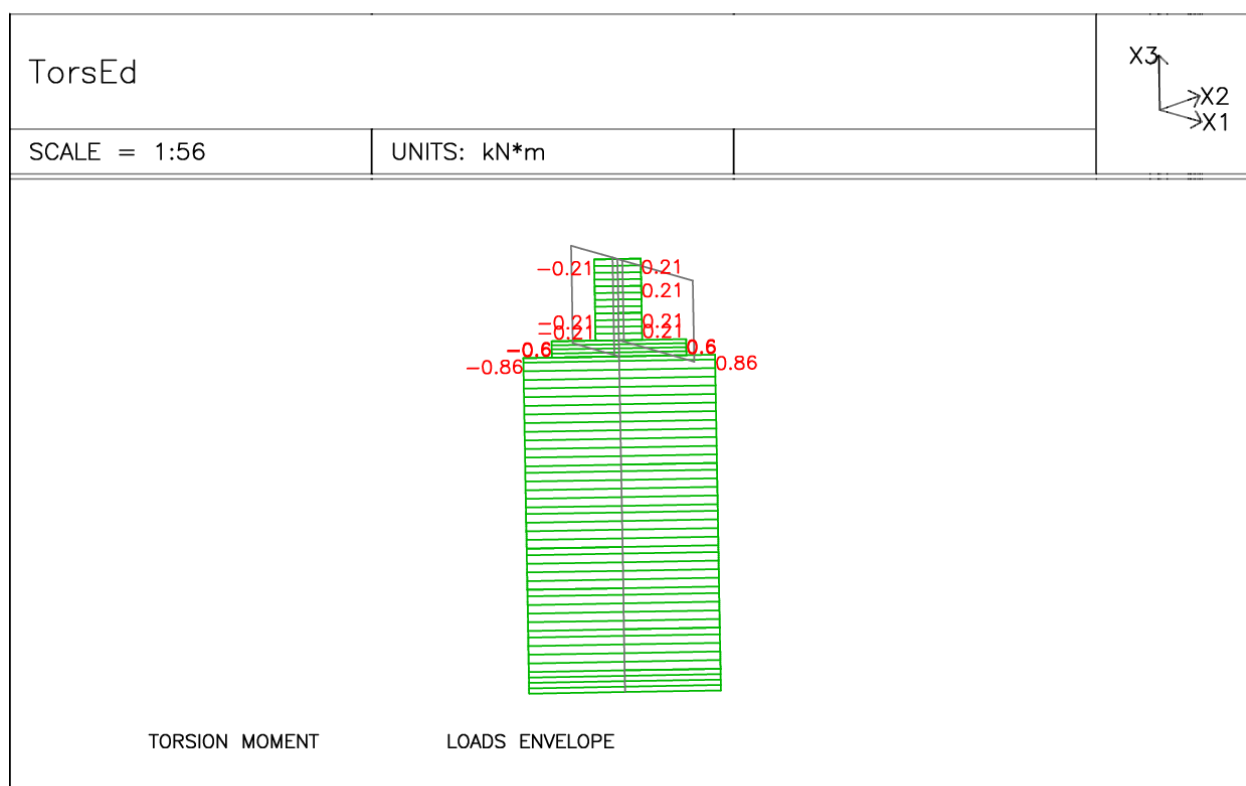 TorsEd
X3
X2
X1
SCALE = 1:56
UNITS: kN*m
-0.21 0.21
0.21
-0.21 0.21
-0.21 0.21
-0.6 0.6
-0.86 0.86
TORSION MOMENT LOADS ENVELOPE